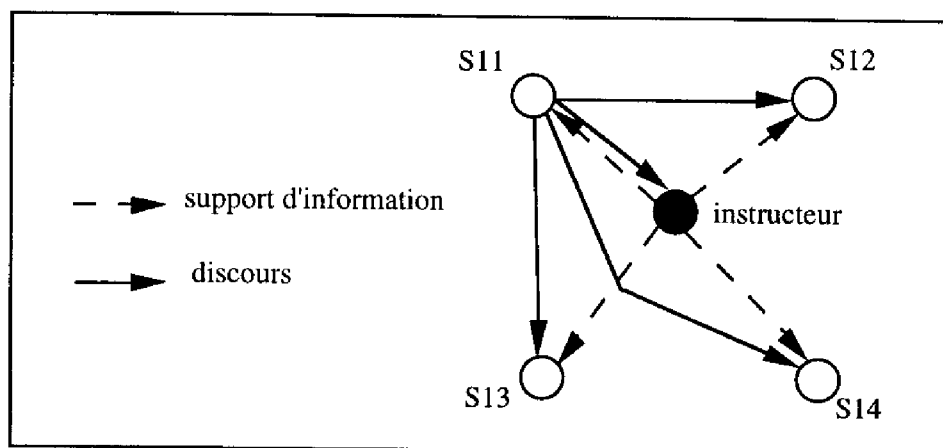 S11
S12
support d'information
instructeur
discours
S13
S14